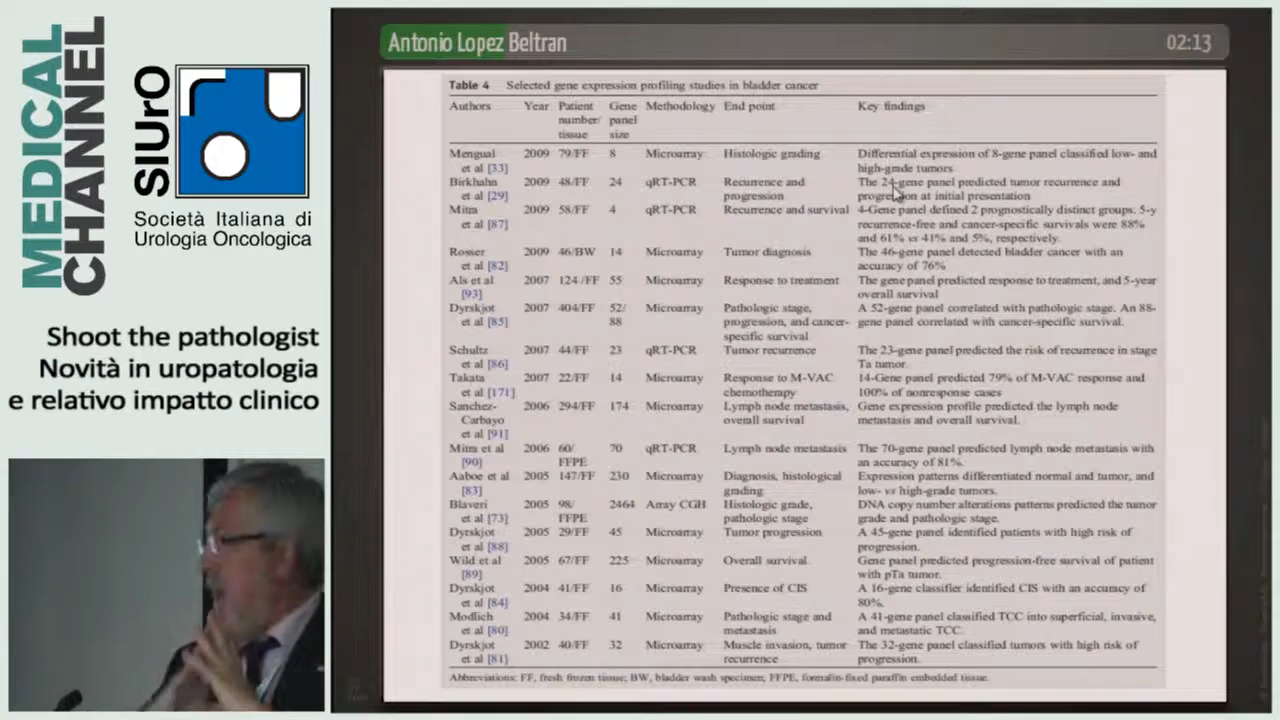 MEDICAL
CHANNEL
SIUrO
Società Italiana di
Urologia Oncologica
Shoot the pathologist
Novità in uropatologia
e relativo impatto clinico
Antonio Lopez Beltran
02:13
Table 4 Selected gene expression profiling studies in bladder cancer
Authors Year Patient Gene Methodology End point Key findings
number/ panel
tissue size
Mengual 2009 79/FF 8 Microarray Histologic grading Differential expression of 8-gene panel classified low- and
et al [33] high-grade tumors
Birkhahn 2009 48/FF 24 qRT-PCR Recurrence and The 24-gene panel predicted tumor recurrence and
et al [29] progression progression at initial presentation
Mitra 2009 58/FF 4 qRT-PCR Recurrence and survival 4-Gene panel defined 2 prognostically distinct groups. 5-y
et al [87] recurrence-free and cancer-specific survivals were 88%
and 61% vs 41% and 5%, respectively.
Rosser 2009 46/BW 14 Microarray Tumor diagnosis The 46-gene panel detected bladder cancer with an
et al [82] accuracy of 76%
Als et al 2007 124 /FF 55 Microarray Response to treatment The gene panel predicted response to treatment, and 5-year
[93] overall survival
Dyrskjot 2007 404/FF 52/ Microarray Pathologic stage, A 52-gene panel correlated with pathologic stage. An 88-
et al [85] 88 progression, and cancer- gene panel correlated with cancer-specific survival.
specific survival
Schultz 2007 44/FF 23 qRT-PCR Tumor recurrence The 23-gene panel predicted the risk of recurrence in stage
et al [86] Ta tumor.
Takata 2007 22/FF 14 Microarray Response to M-VAC 14-Gene panel predicted 79% of M-VAC response and
et al [171] chemotherapy 100% of nonresponse cases
Sanchez- 2006 294/FF 174 Microarray Lymph node metastasis, Gene expression profile predicted the lymph node
Carbayo overall survival metastasis and overall survival.
et al [91]
Mitra et al 2006 60/ 70 qRT-PCR Lymph node metastasis The 70-gene panel predicted lymph node metastasis with
[90] FFPE an accuracy of 81%.
Aaboe et al 2005 147/FF 230 Microarray Diagnosis, histological Expression patterns differentiated normal and tumor, and
[83] grading low- vs high-grade tumors.
Blaveri 2005 98/ 2464 Array CGH Histologic grade, DNA copy number alterations patterns predicted the tumor
et al [73] FFPE pathologic stage grade and pathologic stage.
Dyrskjot 2005 29/FF 45 Microarray Tumor progression A 45-gene panel identified patients with high risk of
et al [88] progression.
Wild et al 2005 67/FF 225 Microarray Overall survival Gene panel predicted progression-free survival of patient
[89] with pTa tumor.
Dyrskjot 2004 41/FF 16 Microarray Presence of CIS A 16-gene classifier identified CIS with an accuracy of
et al [84] 80%.
Modlich 2004 34/FF 41 Microarray Pathologic stage and A 41-gene panel classified TCC into superficial, invasive,
et al [80] metastasis and metastatic TCC.
Dyrskjot 2002 40/FF 32 Microarray Muscle invasion, tumor The 32-gene panel classified tumors with high risk of
et al [81] recurrence progression.
Abbreviations: FF, fresh frozen tissue; BW, bladder wash specimen; FFPE, formalin-fixed paraffin embedded tissue.